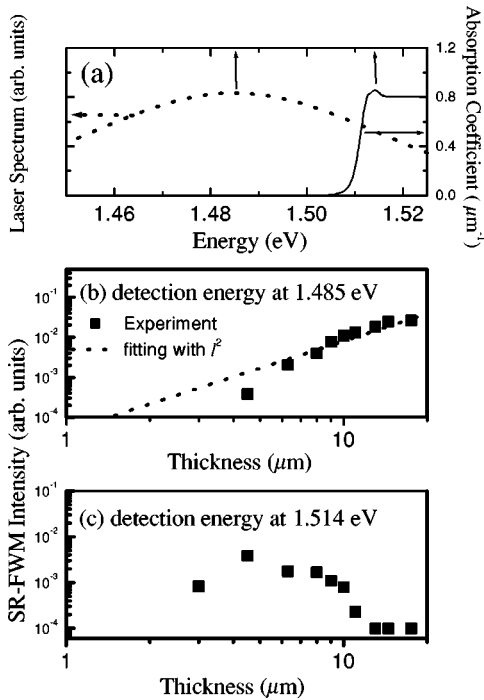 (a)
Laser Spectrum (arb. units)
Absorption Coefficient (μm⁻¹)
1.2
0.8
0.4
0.0
1.46 1.48 1.50 1.52
Energy (eV)
(b) detection energy at 1.485 eV
Experiment
fitting with l²
10⁻¹
10⁻²
10⁻³
10⁻⁴
1 10
Thickness (μm)
SR-FWM Intensity (arb. units)
(c) detection energy at 1.514 eV
10⁻¹
10⁻²
10⁻³
10⁻⁴
1 10
Thickness (μm)